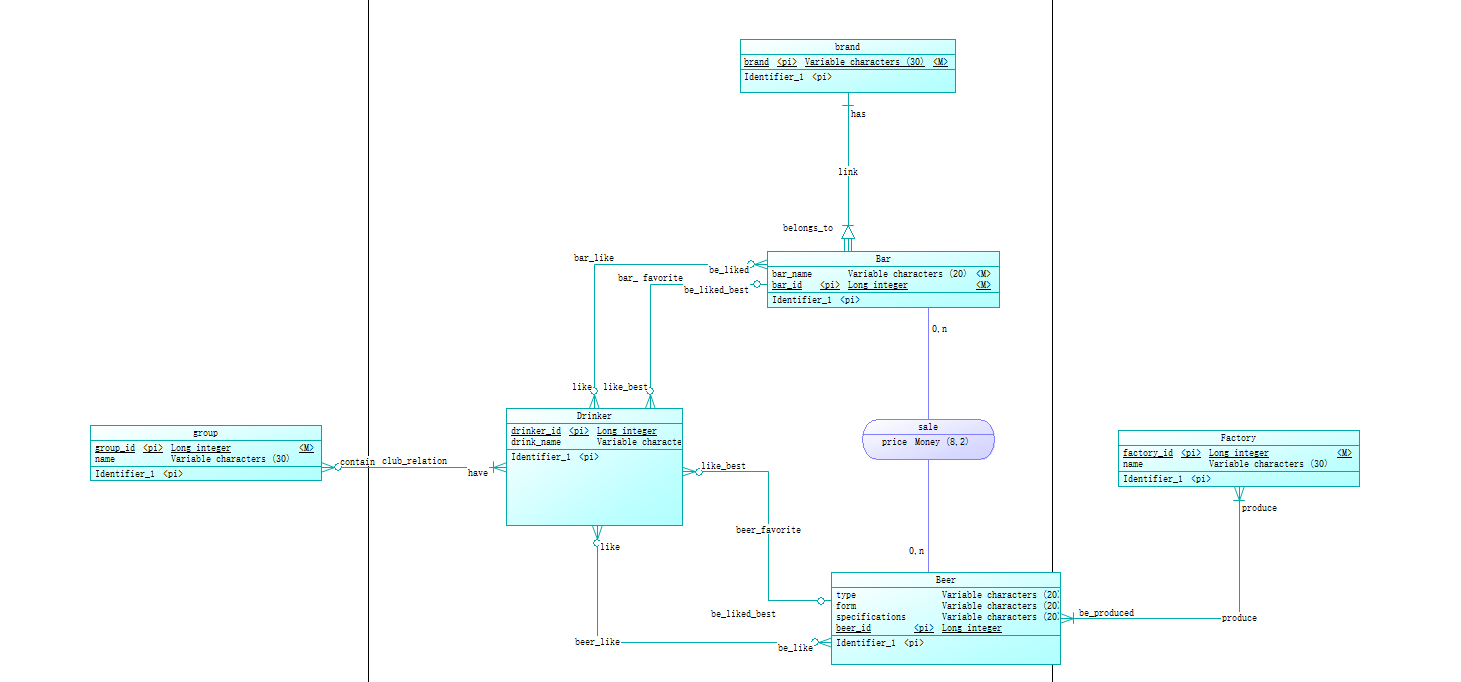 brand
brand <pi> Variable characters (30) <M>
Identifier_1 <pi>
has
link
belongs_to
Bar
bar_name Variable characters (20) <M>
bar_id <pi> Long integer <M>
Identifier_1 <pi>
bar_like
be_liked
bar_ favorite
be_liked_best
0,n
like
like_best
Drinker
drinker_id <pi> Long integer
drink_name Variable characte
Identifier_1 <pi>
sale
price Money (8,2)
group
group_id <pi> Long integer <M>
name Variable characters (30)
Identifier_1 <pi>
contain
club_relation
have
Factory
factory_id <pi> Long integer <M>
name Variable characters (30)
Identifier_1 <pi>
like_best
produce
beer_favorite
like
0,n
Beer
type Variable characters (20
form Variable characters (20
specifications Variable characters (20
beer_id <pi> Long integer
Identifier_1 <pi>
be_liked_best
be_produced
produce
beer_like
be_like